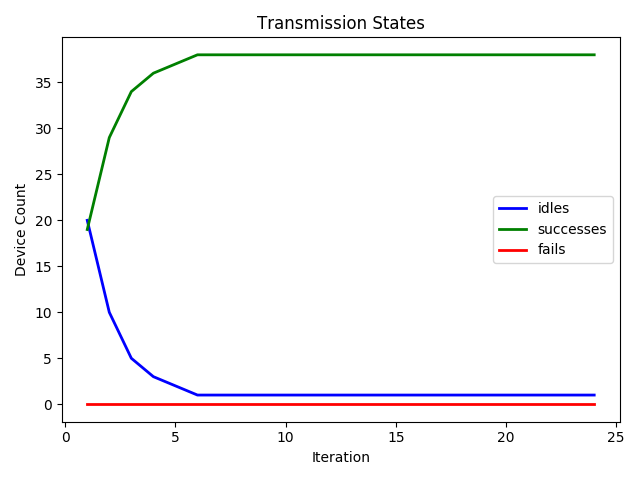 Transmission States
Device Count
35
30
25
20
15
10
5
0
idles
successes
fails
0 5 10 15 20 25
Iteration